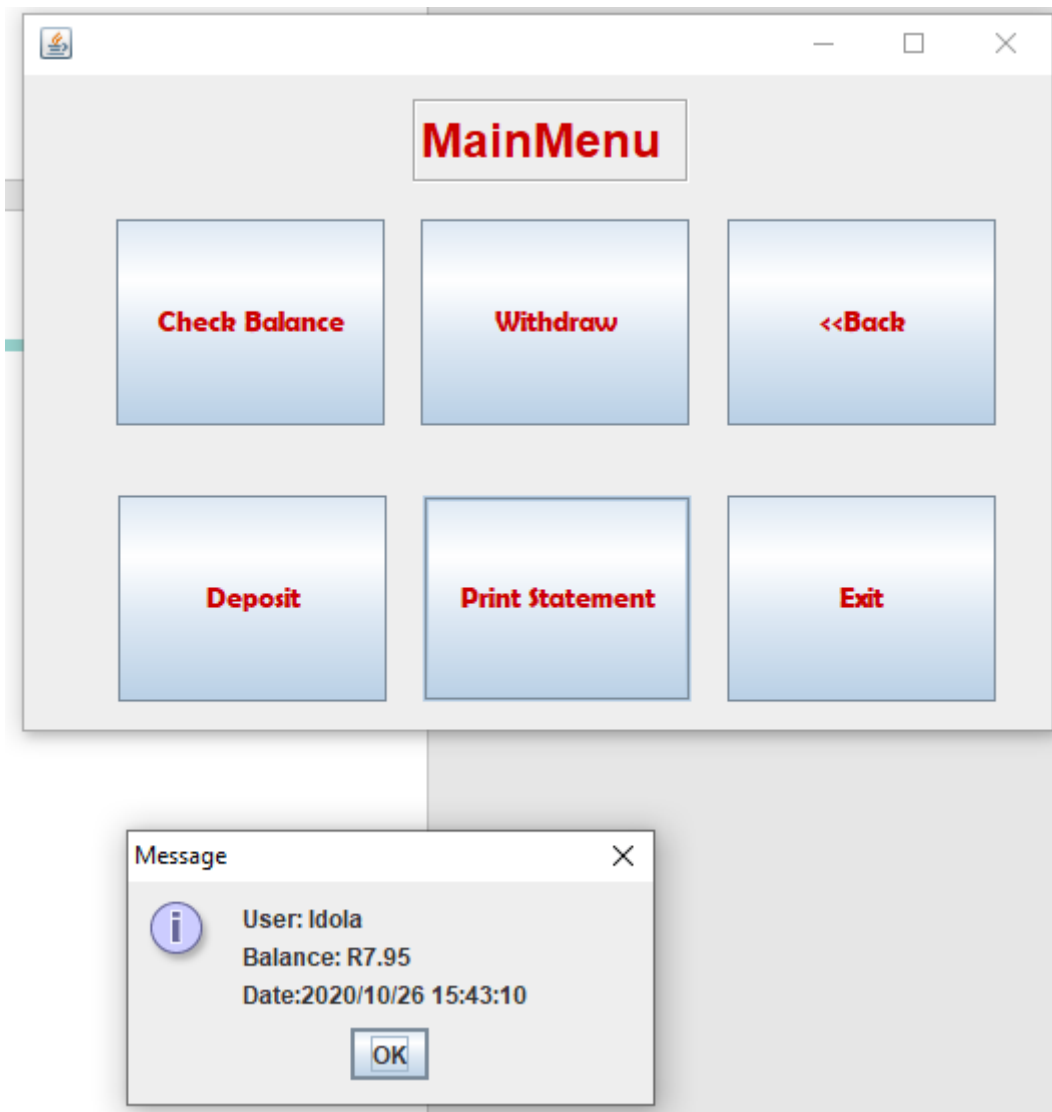 MainMenu
Check Balance
Withdraw
<<Back
Deposit
Print Statement
Exit
Message
User: Idola
Balance: R7.95
Date:2020/10/26 15:43:10
OK